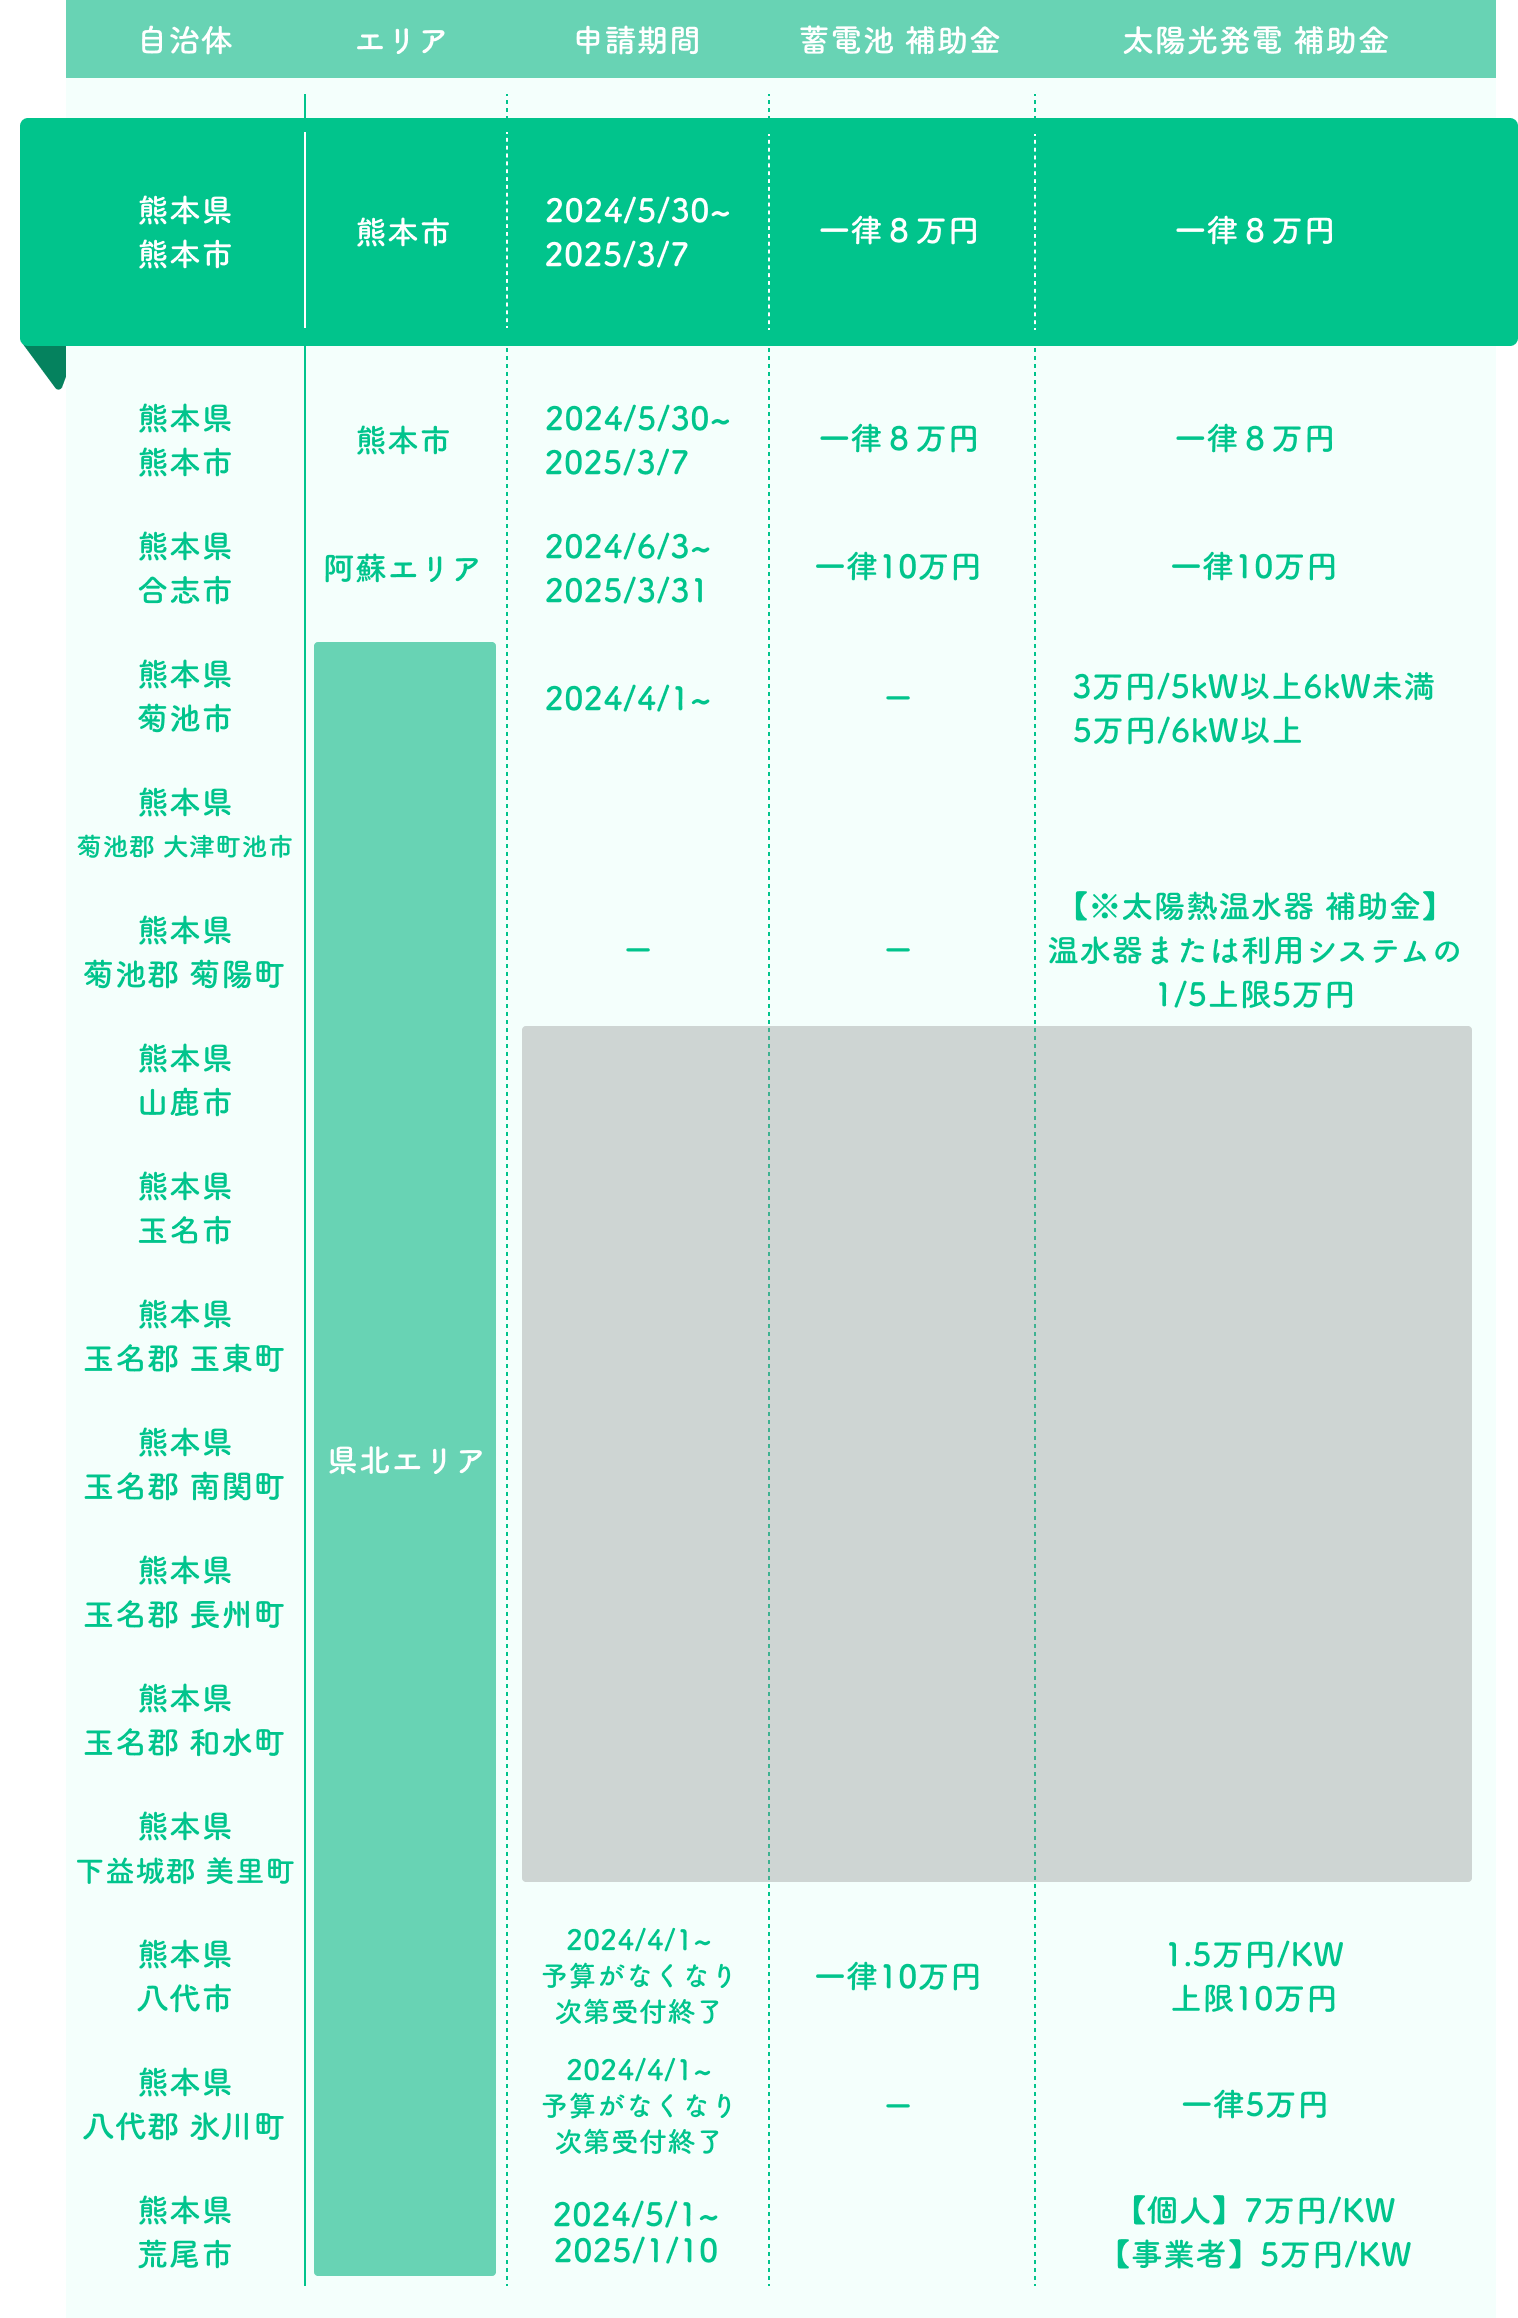 自治体 エリア 申請期間 蓄電池 補助金 太陽光発電 補助金
熊本県
熊本市
熊本市
2024/5/30~
2025/3/7
一律８万円
一律８万円
熊本県
熊本市
熊本市
2024/5/30~
2025/3/7
一律８万円
一律８万円
熊本県
合志市
阿蘇エリア
2024/6/3~
2025/3/31
一律10万円
一律10万円
熊本県
菊池市
2024/4/1~
ー
3万円/5kW以上6kW未満
5万円/6kW以上
熊本県
菊池郡 大津町池市
熊本県
菊池郡 菊陽町
ー
ー
【※太陽熱温水器 補助金】
温水器または利用システムの
1/5上限5万円
熊本県
山鹿市
熊本県
玉名市
熊本県
玉名郡 玉東町
熊本県
玉名郡 南関町
県北エリア
熊本県
玉名郡 長州町
熊本県
玉名郡 和水町
熊本県
下益城郡 美里町
熊本県
八代市
2024/4/1~
予算がなくなり
次第受付終了
一律10万円
1.5万円/KW
上限10万円
熊本県
八代郡 氷川町
2024/4/1~
予算がなくなり
次第受付終了
ー
一律5万円
熊本県
荒尾市
2024/5/1~
2025/1/10
【個人】7万円/KW
【事業者】5万円/KW